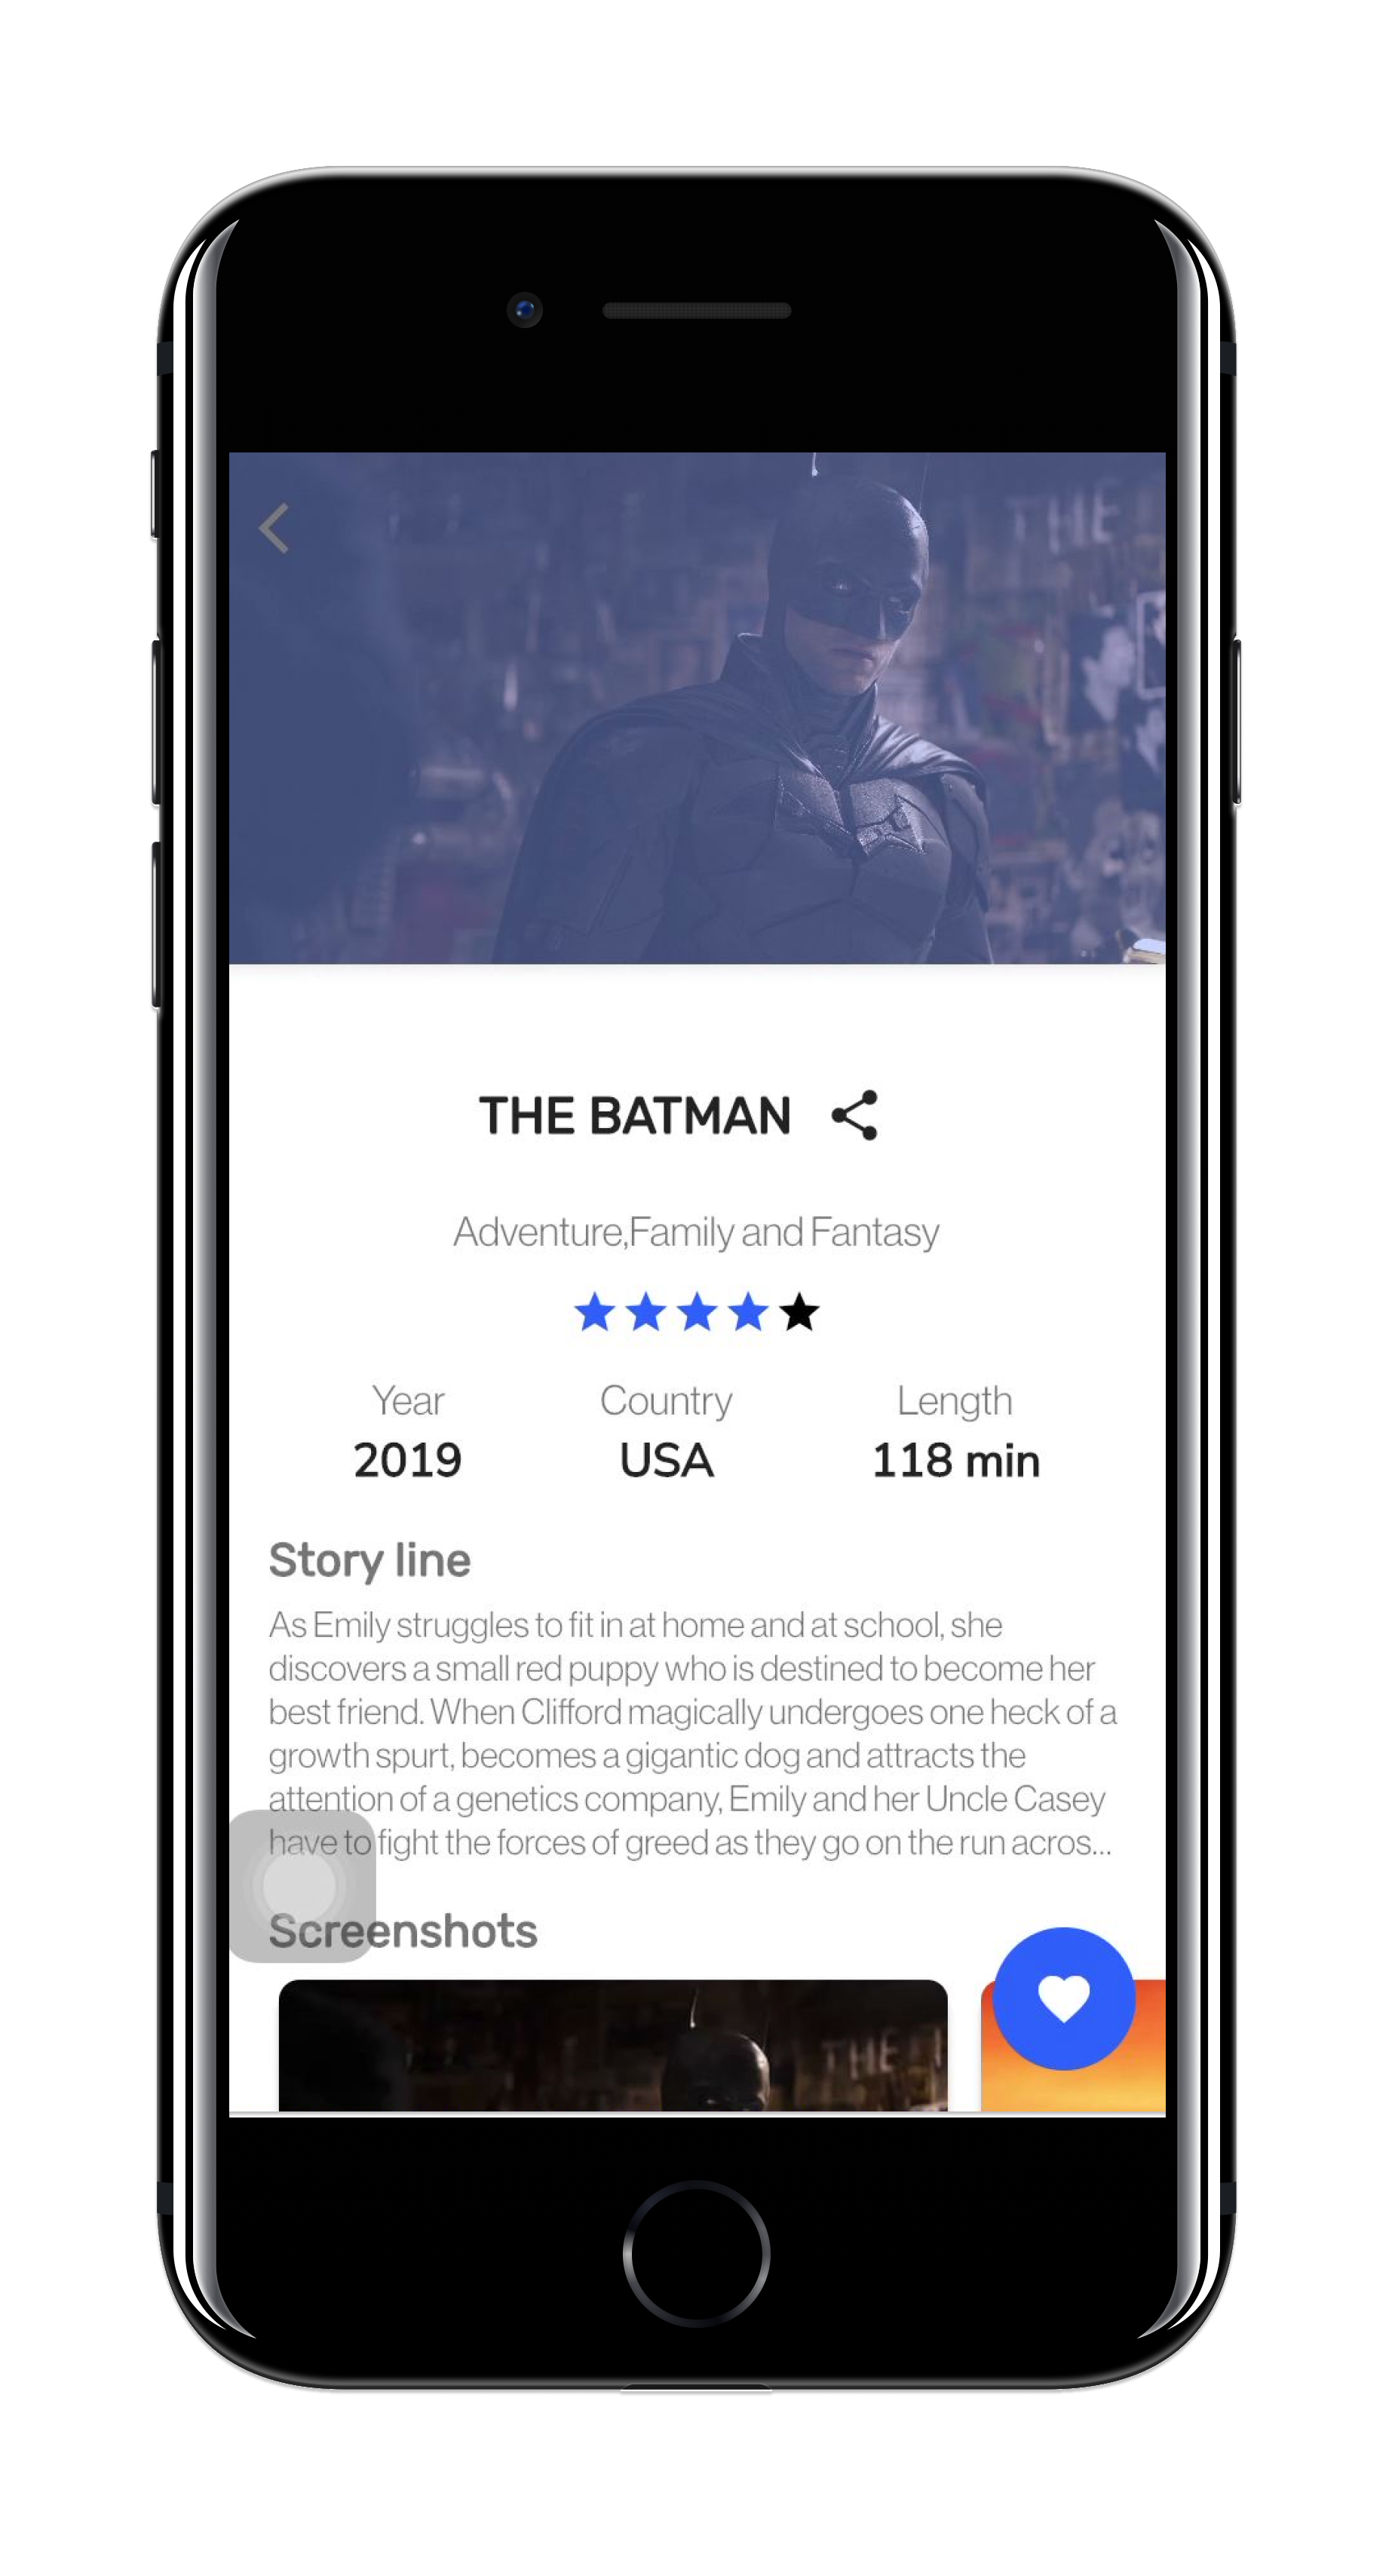 THE
THE BATMAN
Adventure,Family and Fantasy
Year Country Length
2019 USA 118 min
Story line
As Emily struggles to fit in at home and at school, she
discovers a small red puppy who is destined to become her
best friend. When Clifford magically undergoes one heck of a
growth spurt, becomes a gigantic dog and attracts the
attention of a genetics company, Emily and her Uncle Casey
have to fight the forces of greed as they go on the run acros...
Screenshots
THE